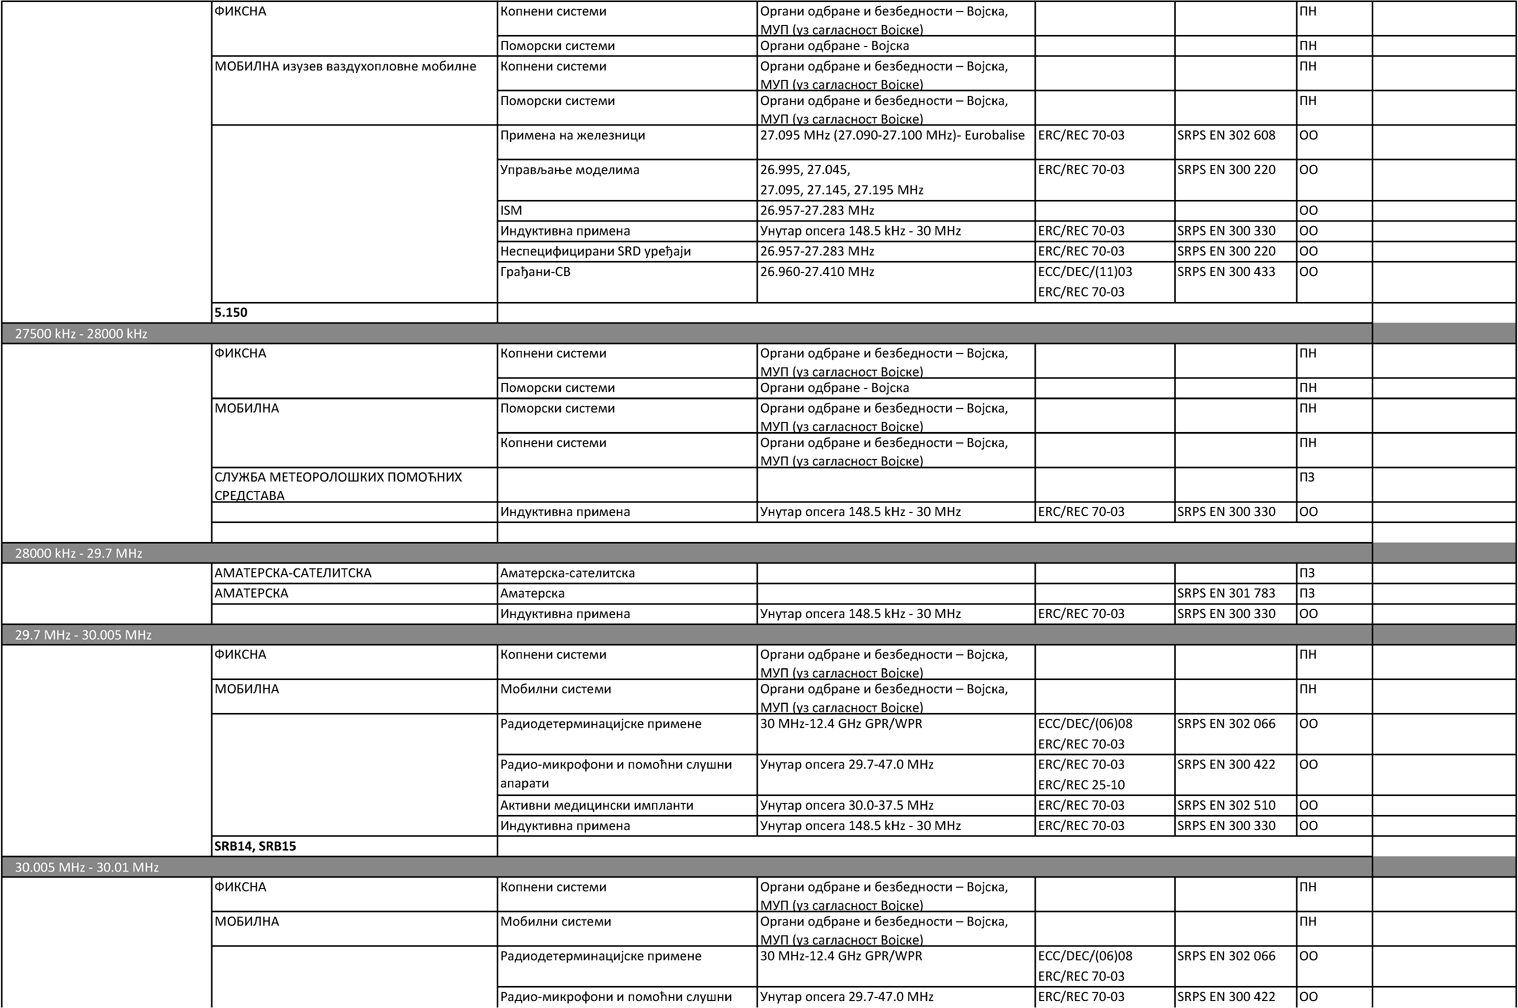 ФИКСНА Копнени системи Органи одбране и безбедности – Војска, ПН
МУП (уз сагласност Војске)
Поморски системи Органи одбране - Војска ПН
МОБИЛНА изузев ваздухопловне мобилне Копнени системи Органи одбране и безбедности – Војска, ПН
МУП (уз сагласност Војске)
Поморски системи Органи одбране и безбедности – Војска, ПН
МУП (уз сагласност Војске)
Примена на железници 27.095 MHz (27.090-27.100 MHz)- Eurobalise ERC/REC 70-03 SRPS EN 302 608 ОО
Управљање моделима 26.995, 27.045, ERC/REC 70-03 SRPS EN 300 220 ОО
27.095, 27.145, 27.195 MHz
ISM 26.957-27.283 MHz ОО
Индуктивна примена Унутар опсега 148.5 kHz - 30 MHz ERC/REC 70-03 SRPS EN 300 330 ОО
Неспецифицирани SRD уређаји 26.957-27.283 MHz ERC/REC 70-03 SRPS EN 300 220 ОО
Грађани-CB 26.960-27.410 MHz ECC/DEC/(11)03 SRPS EN 300 433 ОО
ERC/REC 70-03
5.150
27500 kHz - 28000 kHz
ФИКСНА Копнени системи Органи одбране и безбедности – Војска, ПН
МУП (уз сагласност Војске)
Поморски системи Органи одбране - Војска ПН
МОБИЛНА Поморски системи Органи одбране и безбедности – Војска, ПН
МУП (уз сагласност Војске)
Копнени системи Органи одбране и безбедности – Војска, ПН
МУП (уз сагласност Војске)
СЛУЖБА МЕТЕОРОЛОШКИХ ПОМОЋНИХ ПЗ
СРЕДСТАВА
Индуктивна примена Унутар опсега 148.5 kHz - 30 MHz ERC/REC 70-03 SRPS EN 300 330 ОО
28000 kHz - 29.7 MHz
АМАТЕРСКА-САТЕЛИТСКА Аматерска-сателитска ПЗ
АМАТЕРСКА Аматерска SRPS EN 301 783 ПЗ
Индуктивна примена Унутар опсега 148.5 kHz - 30 MHz ERC/REC 70-03 SRPS EN 300 330 ОО
29.7 MHz - 30.005 MHz
ФИКСНА Копнени системи Органи одбране и безбедности – Војска, ПН
МУП (уз сагласност Војске)
МОБИЛНА Мобилни системи Органи одбране и безбедности – Војска, ПН
МУП (уз сагласност Војске)
Радиодетерминацијске примене 30 MHz-12.4 GHz GPR/WPR ECC/DEC/(06)08 SRPS EN 302 066 ОО
ERC/REC 70-03
Радио-микрофони и помоћни слушни Унутар опсега 29.7-47.0 MHz ERC/REC 70-03 SRPS EN 300 422 ОО
апарати ERC/REC 25-10
Активни медицински импланти Унутар опсега 30.0-37.5 MHz ERC/REC 70-03 SRPS EN 302 510 ОО
Индуктивна примена Унутар опсега 148.5 kHz - 30 MHz ERC/REC 70-03 SRPS EN 300 330 ОО
SRB14, SRB15
30.005 MHz - 30.01 MHz
ФИКСНА Копнени системи Органи одбране и безбедности – Војска, ПН
МУП (уз сагласност Војске)
МОБИЛНА Мобилни системи Органи одбране и безбедности – Војска, ПН
МУП (уз сагласност Војске)
Радиодетерминацијске примене 30 MHz-12.4 GHz GPR/WPR ECC/DEC/(06)08 SRPS EN 302 066 ОО
ERC/REC 70-03
Радио-микрофони и помоћни слушни Унутар опсега 29.7-47.0 MHz ERC/REC 70-03 SRPS EN 300 422 ОО